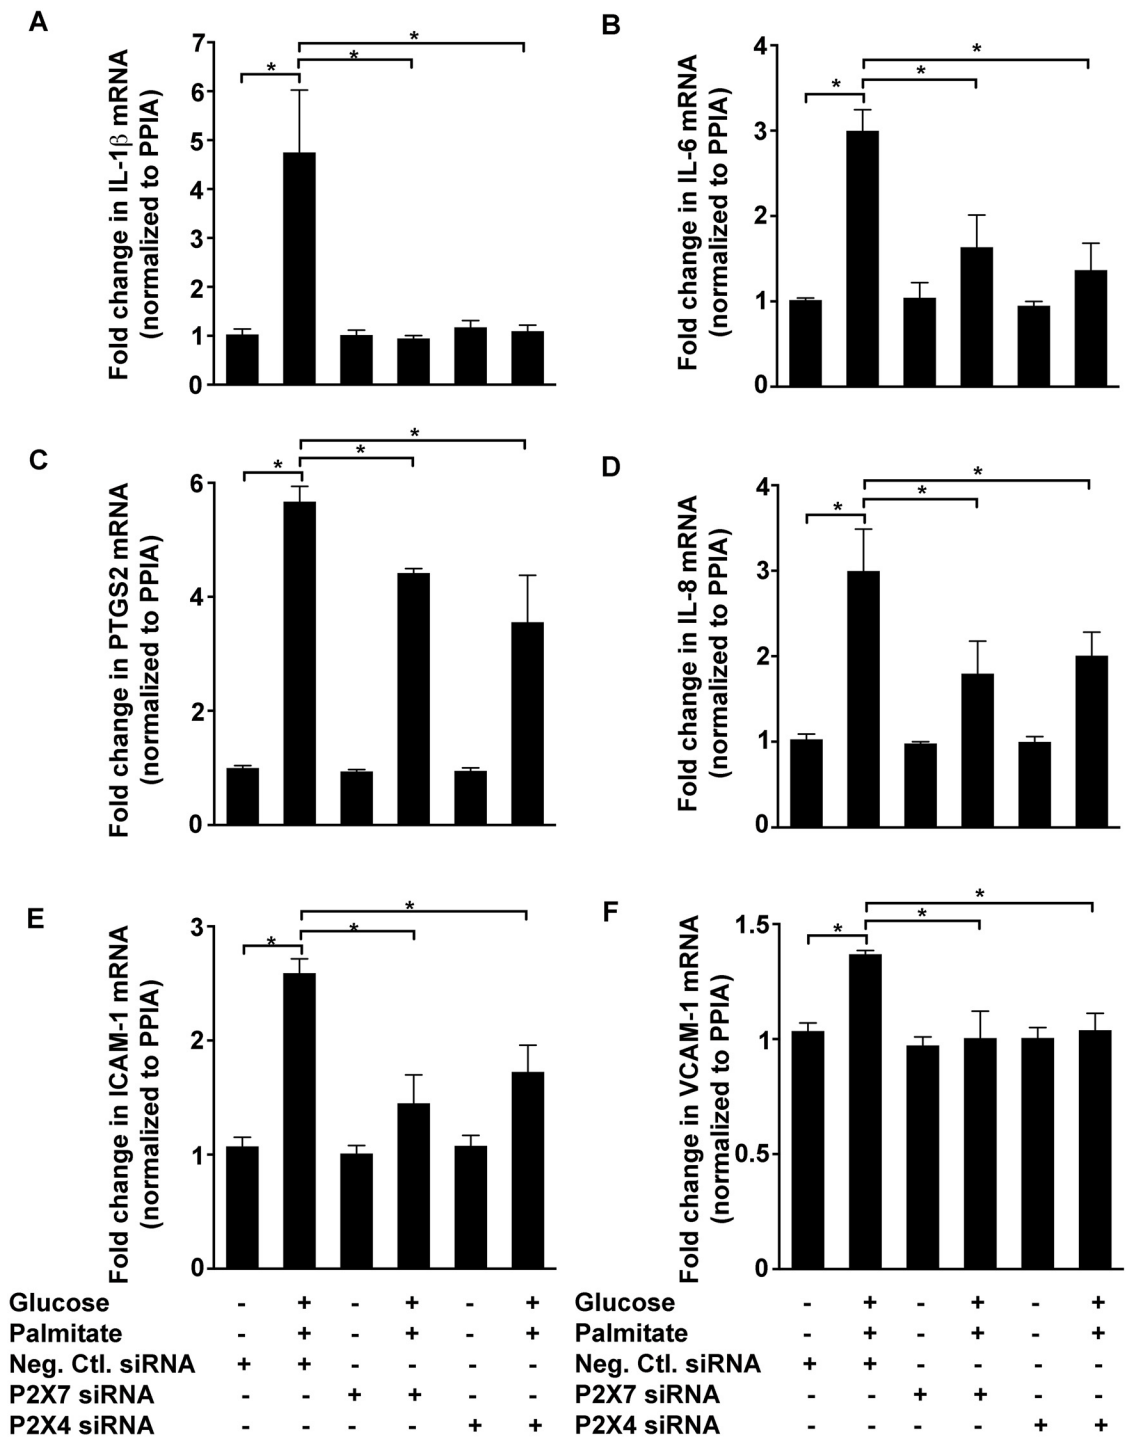 A
Fold change in IL-1β mRNA
(normalized to PPIA)
7
6
5
4
3
2
1
0
*
*
*
B
Fold change in IL-6 mRNA
(normalized to PPIA)
4
3
2
1
0
*
*
*
C
Fold change in PTGS2 mRNA
(normalized to PPIA)
6
4
2
0
*
*
*
D
Fold change in IL-8 mRNA
(normalized to PPIA)
4
3
2
1
0
*
*
*
E
Fold change in ICAM-1 mRNA
(normalized to PPIA)
3
2
1
0
*
*
*
F
Fold change in VCAM-1 mRNA
(normalized to PPIA)
1.5
1
0.5
0
*
*
*
Glucose - + - + - +
Palmitate - + - + - +
Neg. Ctl. siRNA + + - - - -
P2X7 siRNA - - + + - -
P2X4 siRNA - - - - + +
Glucose - + - + - +
Palmitate - + - + - +
Neg. Ctl. siRNA + + - - - -
P2X7 siRNA - - + + - -
P2X4 siRNA - - - - + +